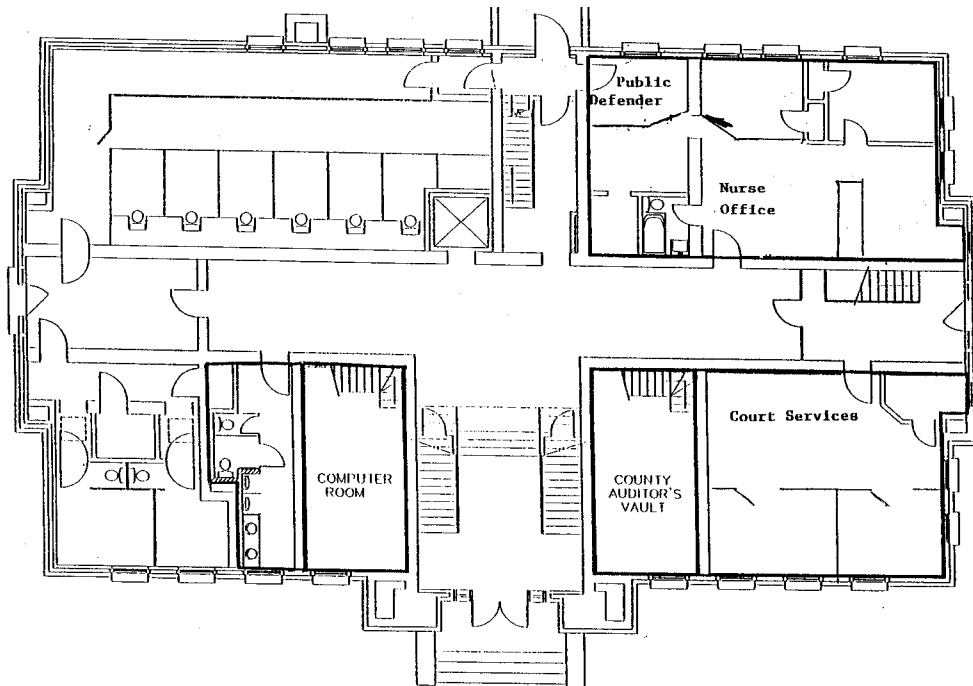 Public
Defender
Nurse
Office
Court Services
COMPUTER
ROOM
COUNTY
AUDITOR'S
VAULT